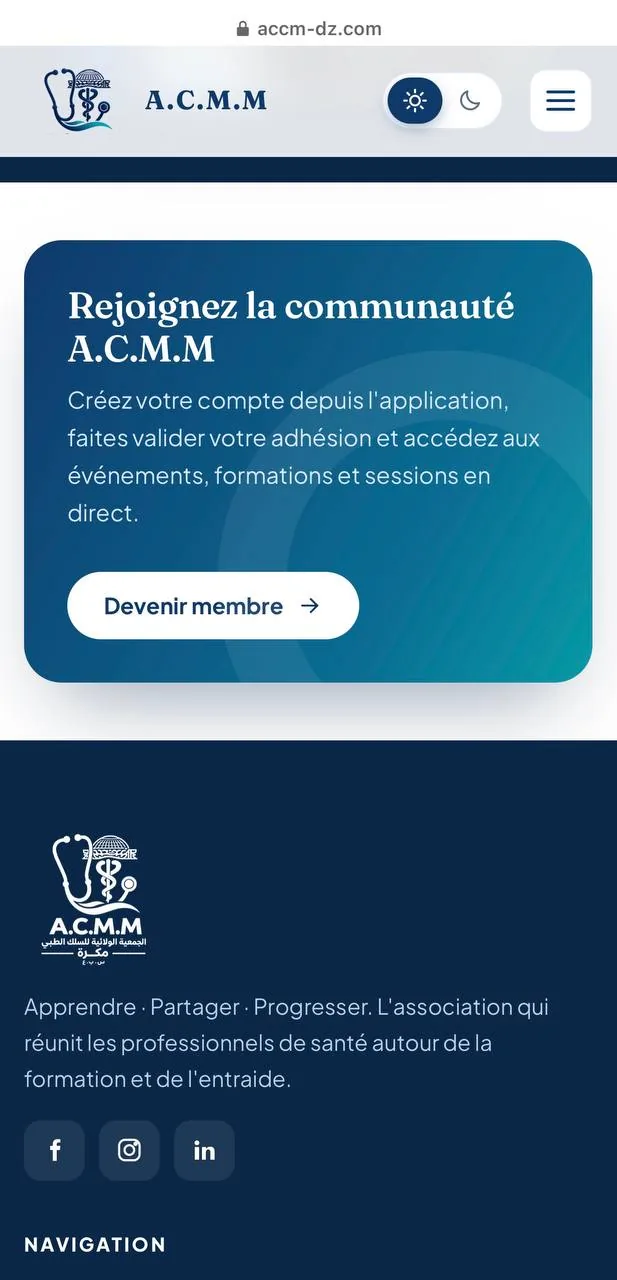 accm-dz.com
A.C.M.M
Rejoignez la communauté
A.C.M.M
Créez votre compte depuis l'application,
faites valider votre adhésion et accédez aux
événements, formations et sessions en
direct.
Devenir membre →
A.C.M.M
الجمعية الولائية للسلك الطبي
مكرة
س.ب.ع
Apprendre · Partager · Progresser. L'association qui
réunit les professionnels de santé autour de la
formation et de l'entraide.
f
in
NAVIGATION